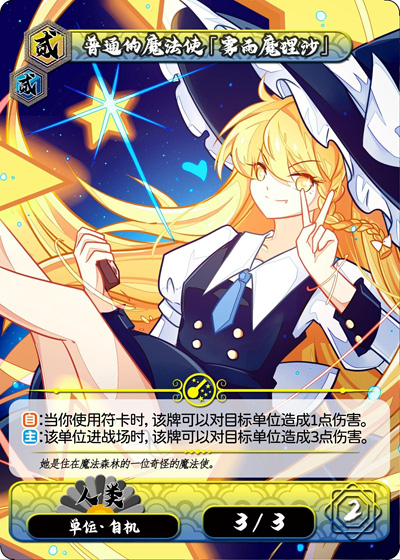 贰
普通的魔法使「雾雨魔理沙」
贰
自:当你使用符卡时,该牌可以对目标单位造成1点伤害。
主:该单位进战场时,该牌可以对目标单位造成3点伤害。
她是住在魔法森林的一位奇怪的魔法使。
人类
单位·自机
3 / 3
2